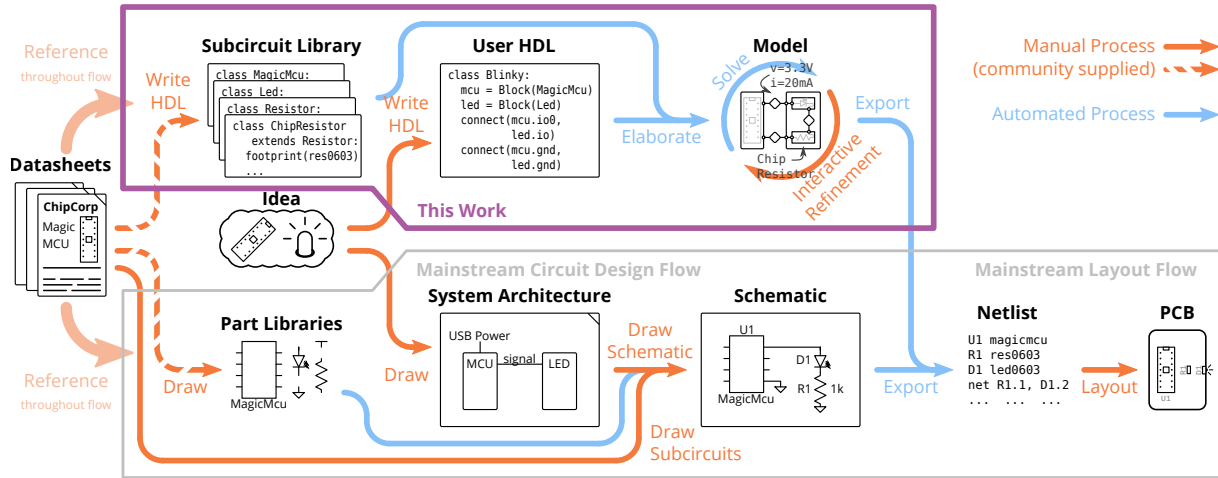 Reference
throughout flow
Datasheets
ChipCorp
Magic
MCU
Reference
throughout flow
Write
HDL
Subcircuit Library
class MagicMcu:
class Led:
class Resistor:
class ChipResistor
extends Resistor:
footprint(res0603)
...
Write
HDL
User HDL
class Blinky:
mcu = Block(MagicMcu)
led = Block(Led)
connect(mcu.io0,
led.io)
connect(mcu.gnd,
led.gnd)
Elaborate
Model
Solve
v=3.3V
i=20mA
Chip
Resistor
Interactive
Refinement
Export
Manual Process
(community supplied)
Automated Process
Idea
This Work
Mainstream Circuit Design Flow
Mainstream Layout Flow
Draw
Part Libraries
MagicMcu
Draw
System Architecture
USB Power
MCU
signal
LED
Draw
Schematic
Draw
Subcircuits
Schematic
U1
D1
R1
1k
MagicMcu
Export
Netlist
U1 magicmcu
R1 res0603
D1 led0603
net R1.1, D1.2
... ... ...
Layout
PCB
R1
D1
U1